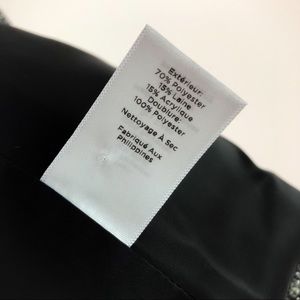 Extérieur:
70% Polyester
15% Laine
15% Acrylique
Doublure:
100% Polyester
Nettoyage À Sec
Fabriqué Aux
Philippines